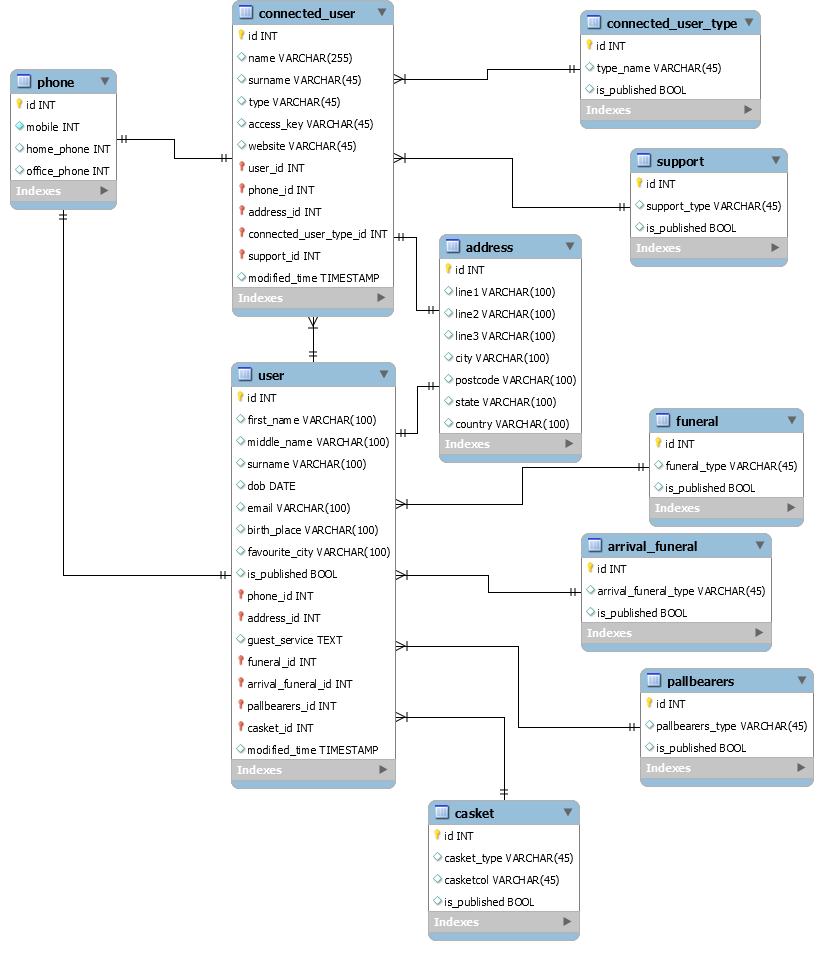 connected_user
id INT
name VARCHAR(255)
surname VARCHAR(45)
type VARCHAR(45)
access_key VARCHAR(45)
website VARCHAR(45)
user_id INT
phone_id INT
address_id INT
connected_user_type_id INT
support_id INT
modified_time TIMESTAMP
Indexes
connected_user_type
id INT
type_name VARCHAR(45)
is_published BOOL
Indexes
phone
id INT
mobile INT
home_phone INT
office_phone INT
Indexes
support
id INT
support_type VARCHAR(45)
is_published BOOL
Indexes
address
id INT
line1 VARCHAR(100)
line2 VARCHAR(100)
line3 VARCHAR(100)
city VARCHAR(100)
postcode VARCHAR(100)
state VARCHAR(100)
country VARCHAR(100)
Indexes
user
id INT
first_name VARCHAR(100)
middle_name VARCHAR(100)
surname VARCHAR(100)
dob DATE
email VARCHAR(100)
birth_place VARCHAR(100)
favourite_city VARCHAR(100)
is_published BOOL
phone_id INT
address_id INT
guest_service TEXT
funeral_id INT
arrival_funeral_id INT
pallbearers_id INT
casket_id INT
modified_time TIMESTAMP
Indexes
funeral
id INT
funeral_type VARCHAR(45)
is_published BOOL
Indexes
arrival_funeral
id INT
arrival_funeral_type VARCHAR(45)
is_published BOOL
Indexes
pallbearers
id INT
pallbearers_type VARCHAR(45)
is_published BOOL
Indexes
casket
id INT
casket_type VARCHAR(45)
casketcol VARCHAR(45)
is_published BOOL
Indexes